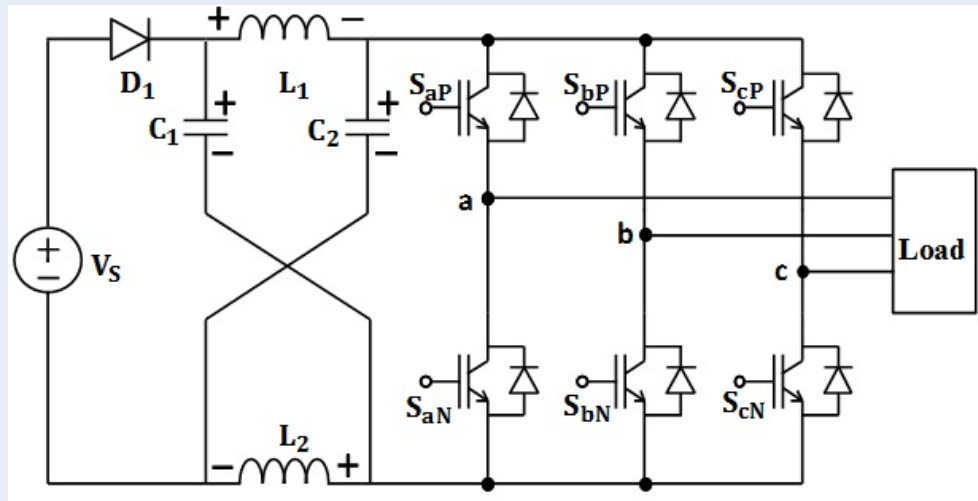 + −
D1 L1
SaP SbP ScP
C1 + C2 +
− −
a
b
c
Load
+
−
VS
SaN SbN ScN
L2
− +